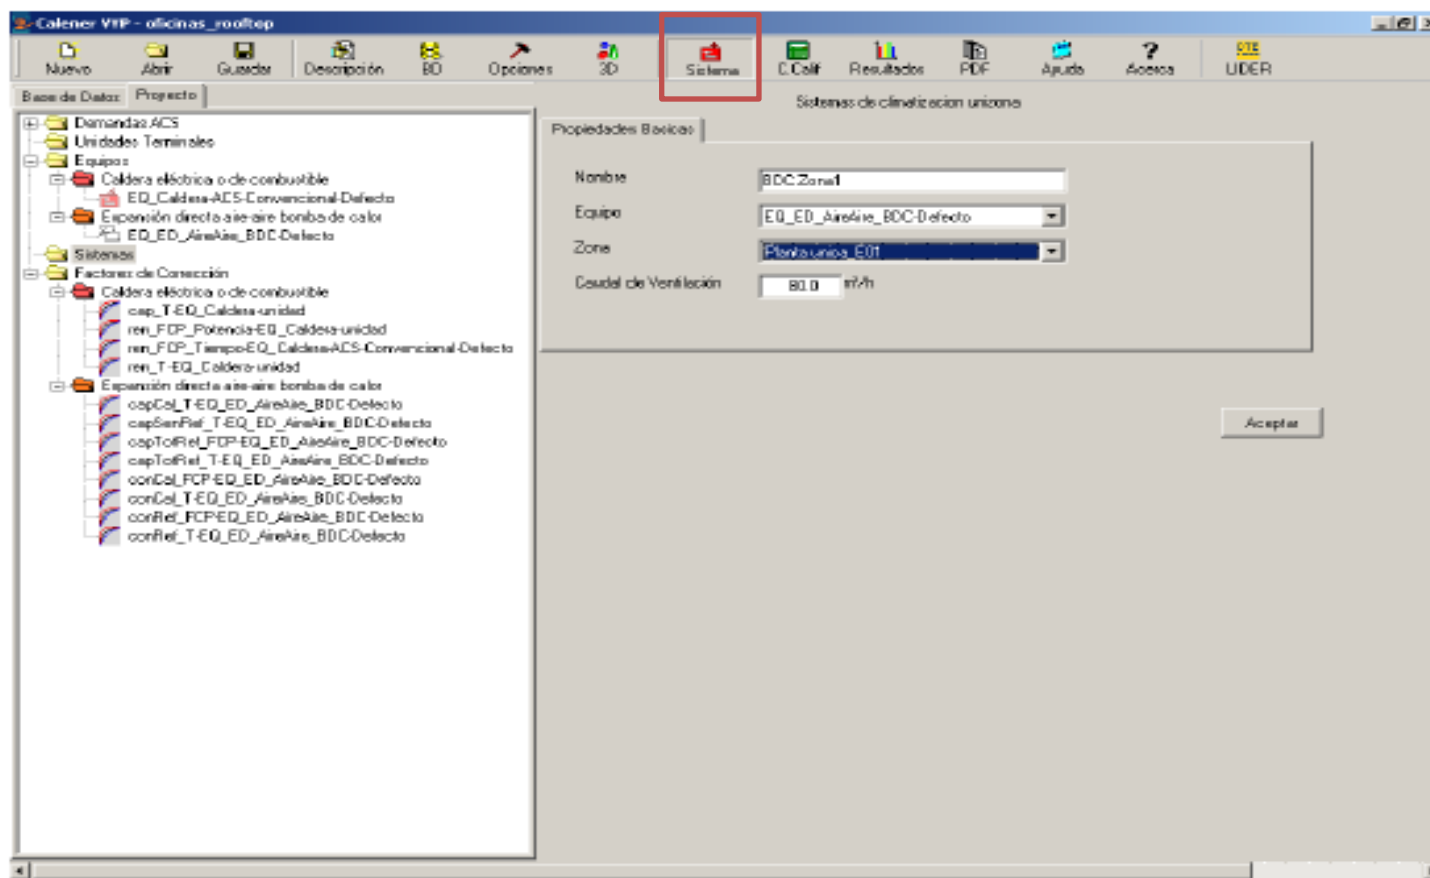 Calener VYP - oficinas_rooftop
Nuevo Abrir Guardar Descripción BD Opciones 3D Sistema C.Calif Resultados PDF Ayuda Acerca LIDER
Base de Datos Proyecto
Sistemas de climatizacion unizona
Demandas ACS
Unidades Terminales
Equipos
Caldera eléctrica o de combustible
EQ_Caldera-ACS-Convencional-Defecto
Expansión directa aire-aire bomba de calor
EQ_ED_AireAire_BDC-Defecto
Sistemas
Factores de Corrección
Caldera eléctrica o de combustible
cap_T-EQ_Caldera-unidad
ren_FCP_Potencia-EQ_Caldera-unidad
ren_FCP_Tiempo-EQ_Caldera-ACS-Convencional-Defecto
ren_T-EQ_Caldera-unidad
Expansión directa aire-aire bomba de calor
capCal_T-EQ_ED_AireAire_BDC-Defecto
capSenRef_T-EQ_ED_AireAire_BDC-Defecto
capTotRef_FCP-EQ_ED_AireAire_BDC-Defecto
capTotRef_T-EQ_ED_AireAire_BDC-Defecto
conCal_FCP-EQ_ED_AireAire_BDC-Defecto
conCal_T-EQ_ED_AireAire_BDC-Defecto
conRef_FCP-EQ_ED_AireAire_BDC-Defecto
conRef_T-EQ_ED_AireAire_BDC-Defecto
Propiedades Basicas
Nombre BDC Zona1
Equipo EQ_ED_AireAire_BDC-Defecto
Zona Planta unica_E01
Caudal de Ventilación 80.0 m³/h
Aceptar